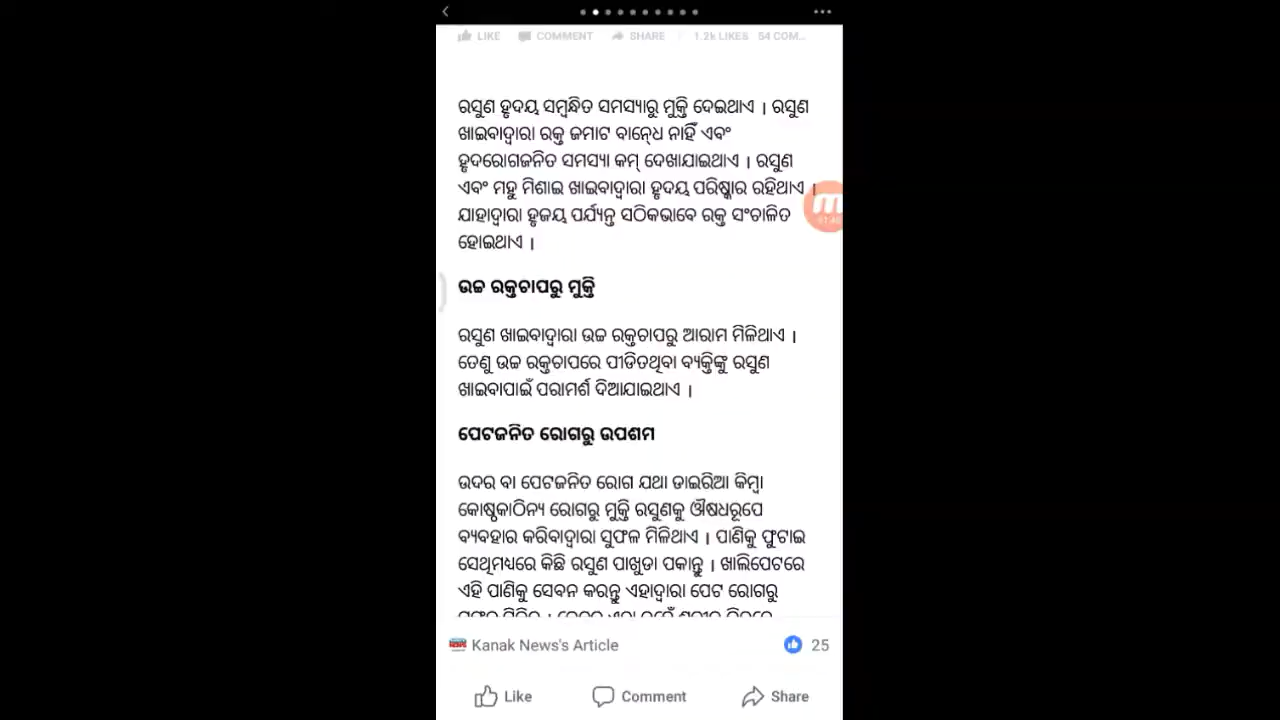 LIKE COMMENT SHARE 1.2k LIKES 54 COM...
ରସୁଣ ହୃଦୟ ସମ୍ବନ୍ଧିତ ସମସ୍ୟାରୁ ମୁକ୍ତି ଦେଇଥାଏ । ରସୁଣ
ଖାଇବାଦ୍ୱାରା ରକ୍ତ ଜମାଟ ବାନେ୍ଧ ନାହିଁ ଏବଂ
ହୃଦରୋଗଜନିତ ସମସ୍ୟା କମ୍ ଦେଖାଯାଇଥାଏ । ରସୁଣ
ଏବଂ ମହୁ ମିଶାଇ ଖାଇବାଦ୍ୱାରା ହୃଦୟ ପରିଷ୍କାର ରହିଥାଏ ।
ଯାହାଦ୍ୱାରା ହୃଜୟ ପର୍ଯ୍ୟନ୍ତ ସଠିକଭାବେ ରକ୍ତ ସଂଚାଳିତ
ହୋଇଥାଏ ।
ଉଚ୍ଚ ରକ୍ତଚାପରୁ ମୁକ୍ତି
ରସୁଣ ଖାଇବାଦ୍ୱାରା ଉଚ୍ଚ ରକ୍ତଚାପରୁ ଆରାମ ମିଳିଥାଏ ।
ତେଣୁ ଉଚ୍ଚ ରକ୍ତଚାପରେ ପୀଡିତଥିବା ବ୍ୟକ୍ତିଙ୍କୁ ରସୁଣ
ଖାଇବାପାଇଁ ପରାମର୍ଶ ଦିଆଯାଇଥାଏ ।
ପେଟଜନିତ ରୋଗରୁ ଉପଶମ
ଉଦର ବା ପେଟଜନିତ ରୋଗ ଯଥା ଡାଇରିଆ କିମ୍ବା
କୋଷ୍ଠକାଠିନ୍ୟ ରୋଗରୁ ମୁକ୍ତି ରସୁଣକୁ ଔଷଧରୂପେ
ବ୍ୟବହାର କରିବାଦ୍ୱାରା ସୁଫଳ ମିଳିଥାଏ । ପାଣିକୁ ଫୁଟାଇ
ସେଥିମଧ୍ୟରେ କିଛି ରସୁଣ ପାଖୁଡା ପକାନ୍ତୁ । ଖାଲିପେଟରେ
ଏହି ପାଣିକୁ ସେବନ କରନ୍ତୁ ଏହାଦ୍ୱାରା ପେଟ ରୋଗରୁ
Kanak News's Article 25
Like Comment Share